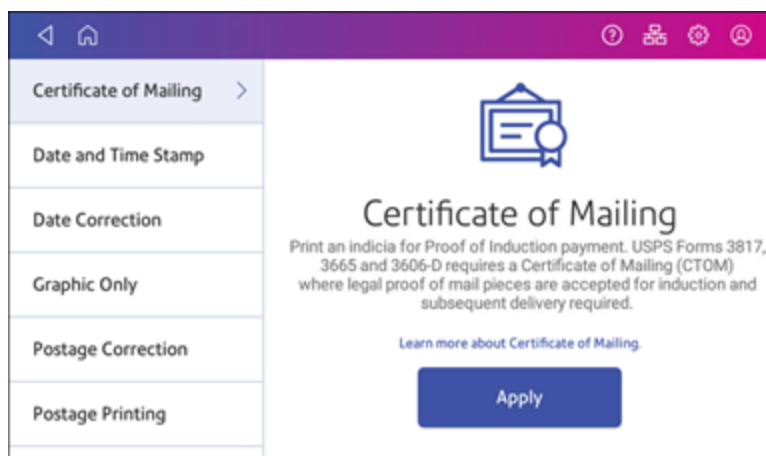 Certificate of Mailing
Date and Time Stamp
Date Correction
Graphic Only
Postage Correction
Postage Printing
Certificate of Mailing
Print an indicia for Proof of Induction payment. USPS Forms 3817,
3665 and 3606-D requires a Certificate of Mailing (CTOM)
where legal proof of mail pieces are accepted for induction and
subsequent delivery required.
Learn more about Certificate of Mailing.
Apply